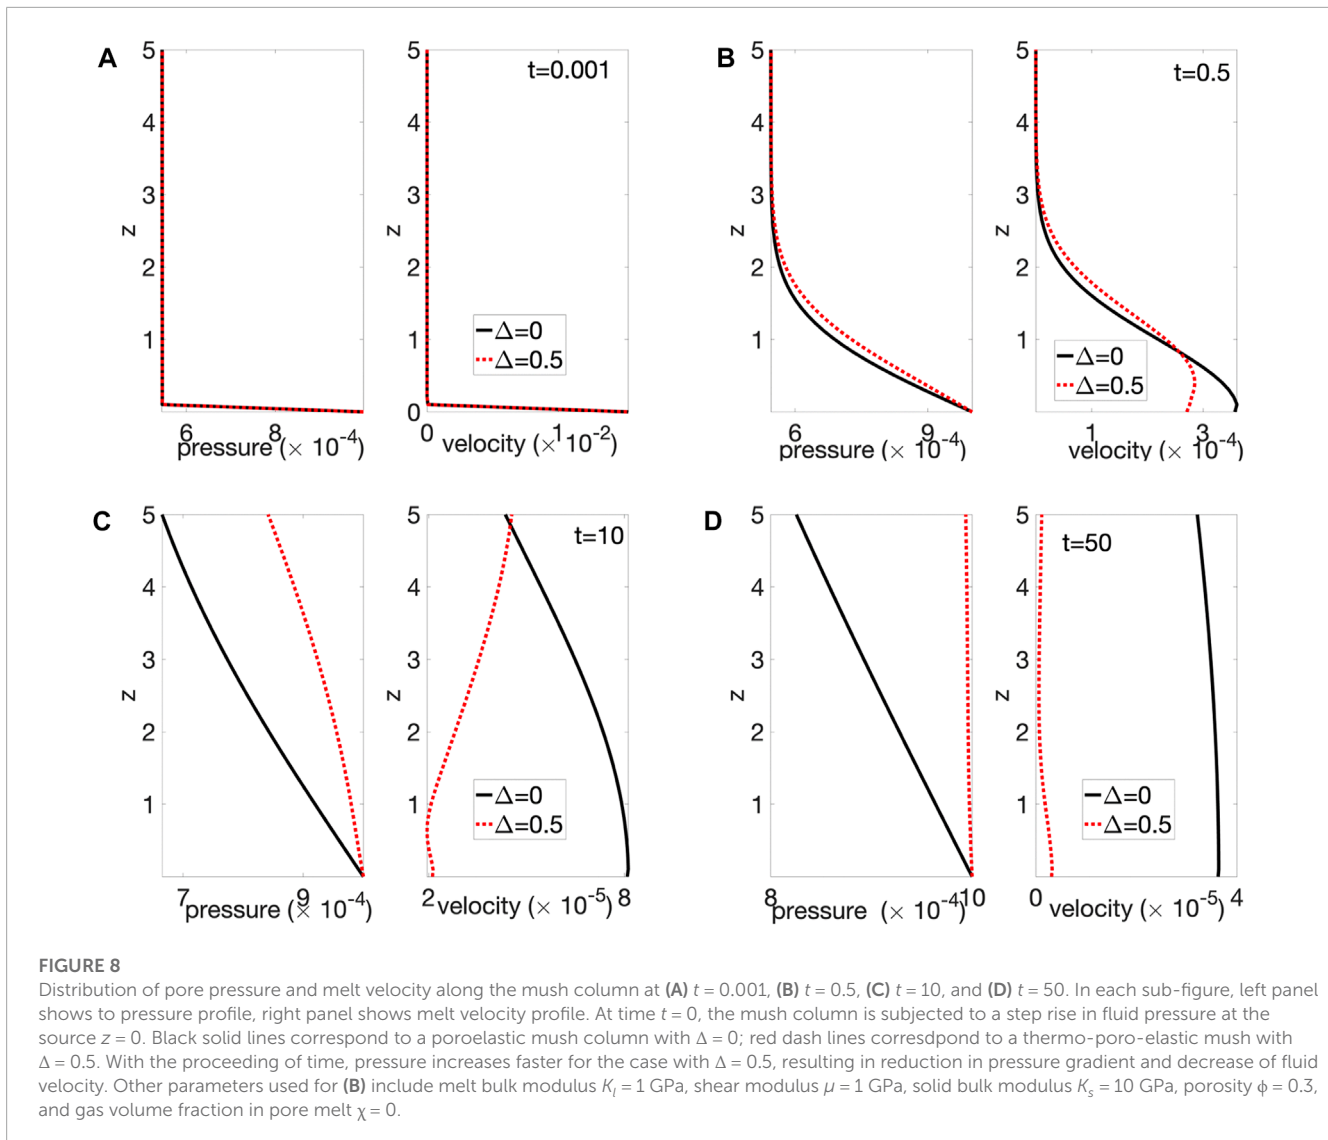 A
5
4
3
2
1
z
6
8
pressure (× 10-4)
t=0.001
5
4
3
2
1
0
z
Δ=0
Δ=0.5
0
1
velocity (× 10-2)
B
5
4
3
2
1
z
6
9
pressure (× 10-4)
t=0.5
5
4
3
2
1
z
Δ=0
Δ=0.5
1
3
velocity (× 10-4)
C
5
4
3
2
1
z
7
9
pressure (× 10-4)
t=10
5
4
3
2
1
z
Δ=0
Δ=0.5
2
8
velocity (× 10-5)
D
5
4
3
2
1
z
8
10
pressure (× 10-4)
t=50
5
4
3
2
1
z
Δ=0
Δ=0.5
0
4
velocity (× 10-5)
FIGURE 8
Distribution of pore pressure and melt velocity along the mush column at (A) t = 0.001, (B) t = 0.5, (C) t = 10, and (D) t = 50. In each sub-figure, left panel
shows to pressure profile, right panel shows melt velocity profile. At time t = 0, the mush column is subjected to a step rise in fluid pressure at the
source z = 0. Black solid lines correspond to a poroelastic mush column with Δ = 0; red dash lines corresdpond to a thermo-poro-elastic mush with
Δ = 0.5. With the proceeding of time, pressure increases faster for the case with Δ = 0.5, resulting in reduction in pressure gradient and decrease of fluid
velocity. Other parameters used for (B) include melt bulk modulus Kl = 1 GPa, shear modulus μ = 1 GPa, solid bulk modulus Ks = 10 GPa, porosity ϕ = 0.3,
and gas volume fraction in pore melt χ = 0.